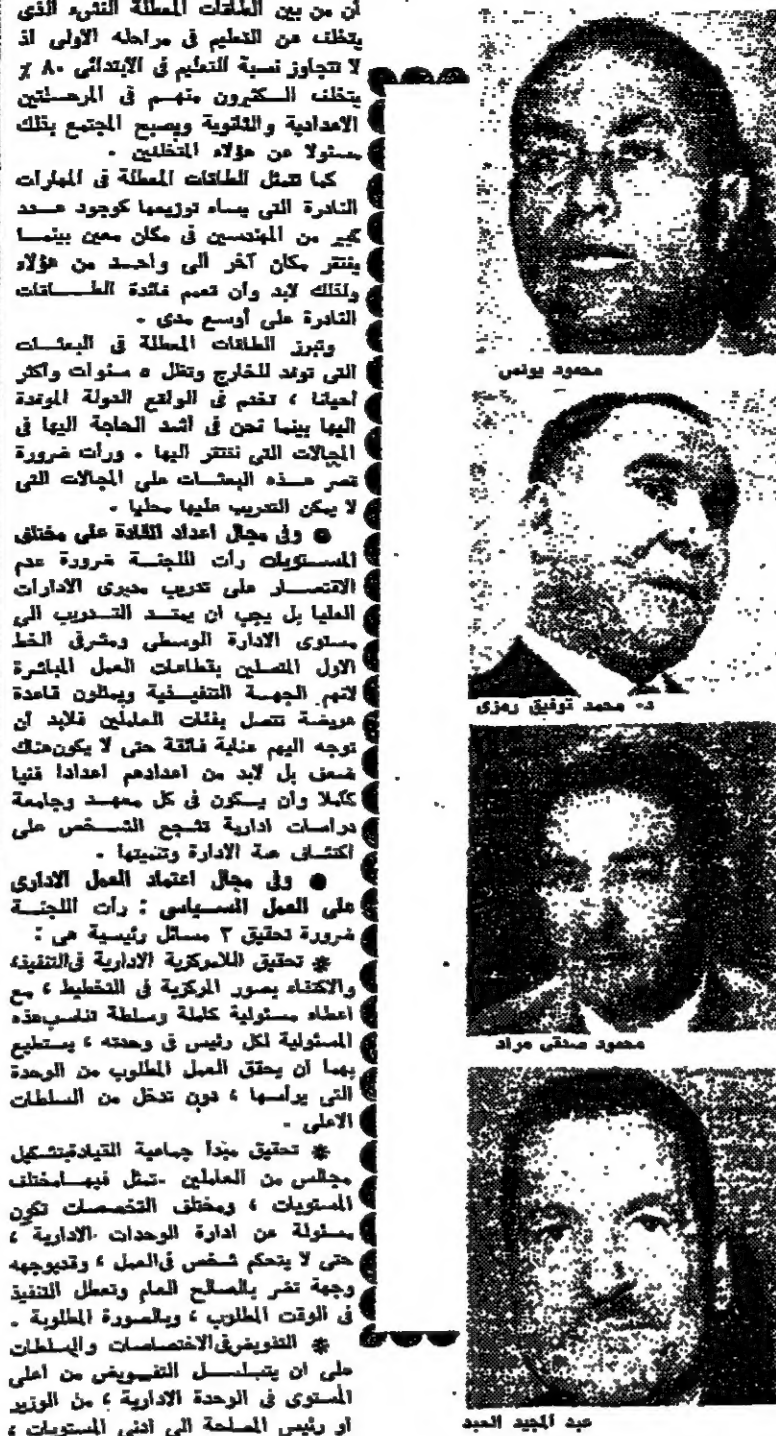 أن من بين الطاقات المعطلة النشء الذى
يتخلف عن التعليم فى مراحله الاولى اذ
لا تتجاوز نسبة التعليم فى الابتدائى ٨٠ ٪
يتخلف الكثيرون منهم فى المرحلتين
الاعدادية والثانوية ويصبح المجتمع بذلك
مسئولا عن هؤلاء المتخلفين .
كما تتمثل الطاقات المعطلة فى المهارات
النادرة التى يساء توزيعها كوجود عدد
كبير من المهندسين فى مكان معين بينما
يفتقر مكان آخر الى واحد من هؤلاء
ولذلك لابد وأن تعمم فائدة الطاقات
النادرة على أوسع مدى .
وتبرز الطاقات المعطلة فى البعثات
التى توفد للخارج وتظل ٥ سنوات واكثر
أحيانا ، تخدم فى الواقع الدولة الموفدة
اليها بينما نحن فى أشد الحاجة اليها فى
المجالات التى نفتقر اليها . ورأت ضرورة
قصر هذه البعثات على المجالات التى
لا يمكن التدريب عليها محليا .
● وفى مجال اعداد القادة على مختلف
المستويات رأت اللجنة ضرورة عدم
الاقتصار على تدريب مديرى الادارات
العليا بل يجب ان يمتد التدريب الى
مستوى الادارة الوسطى ومشرفى الخط
الاول المتصلين بقطاعات العمل المباشرة
لانهم الجهة التنفيذية ويمثلون قاعدة
عريضة تتصل بفئات العاملين فلابد أن
توجه اليهم عناية فائقة حتى لا يكون هناك
ضعف بل لابد من اعدادهم اعدادا فنيا
كاملا وأن يكون فى كل معهد وجامعة
دراسات ادارية تشجع الشخص على
اكتشاف هبة الادارة وتنميتها .
● وفى مجال اعتماد العمل الادارى
على العمل السياسى : رأت اللجنة
ضرورة تحقيق ٣ مسائل رئيسية هى :
* تحقيق اللامركزية الادارية فى التنفيذ،
والاكتفاء بصور المركزية فى التخطيط ، مع
اعطاء مسئولية كاملة وسلطة تناسب هذه
المسئولية لكل رئيس فى وحدته ، يستطيع
بهما ان يحقق العمل المطلوب من الوحدة
التى يرأسها ، دون تدخل من السلطات
الاعلى .
* تحقيق مبدأ جماعية القيادة بتشكيل
مجالس من العاملين -تمثل فيها مختلف
المستويات ، ومختلف التخصصات تكون
مسئولة عن ادارة الوحدات الادارية ،
حتى لا يتحكم شخص فى العمل ، وقد يوجهه
وجهة تضر بالصالح العام وتعطل التنفيذ
فى الوقت المطلوب ، وبالصورة المطلوبة .
* التفويض فى الاختصاصات والسلطات
على ان يتسلسل التفويض من اعلى
المستوى فى الوحدة الادارية ، من الوزير
او رئيس المصلحة الى ادنى المستويات ،
محمود يونس
د. محمد توفيق رمزى
محمود صدقى مراد
عبد المجيد العبد